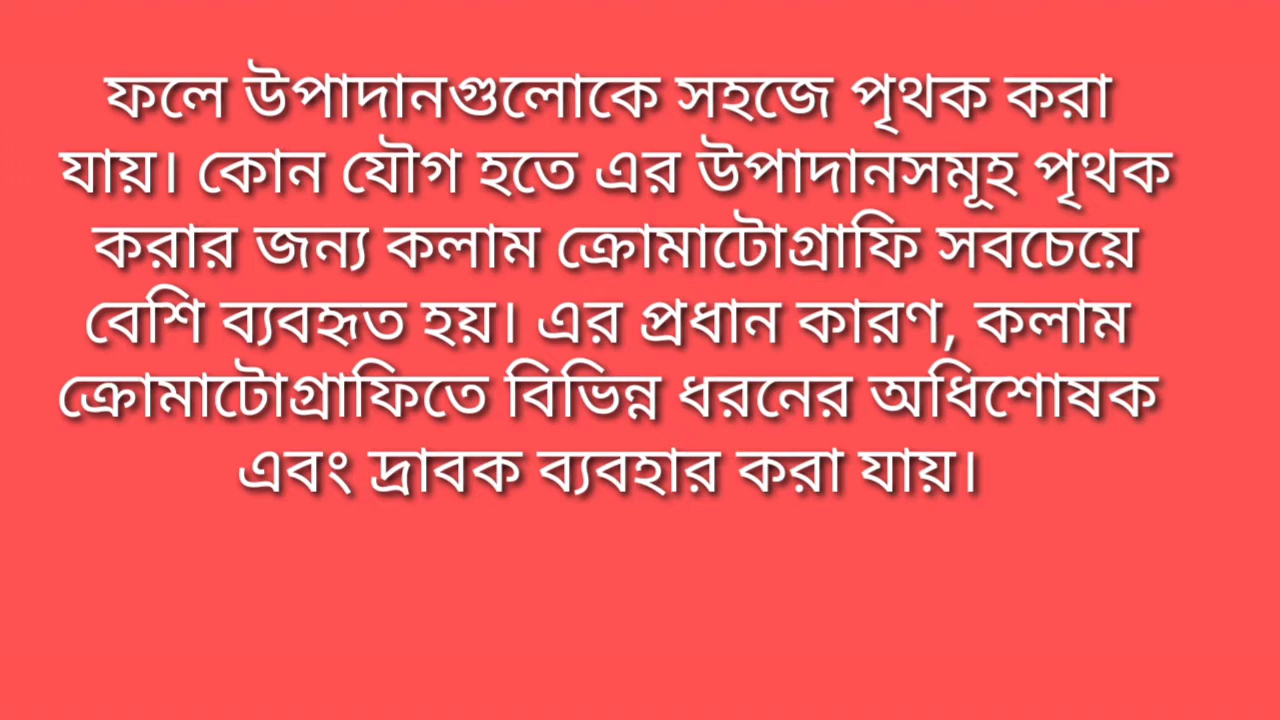 ফলে উপাদানগুলোকে সহজে পৃথক করা
যায়। কোন যৌগ হতে এর উপাদানসমূহ পৃথক
করার জন্য কলাম ক্রোমাটোগ্রাফি সবচেয়ে
বেশি ব্যবহৃত হয়। এর প্রধান কারণ, কলাম
ক্রোমাটোগ্রাফিতে বিভিন্ন ধরনের অধিশোষক
এবং দ্রাবক ব্যবহার করা যায়।